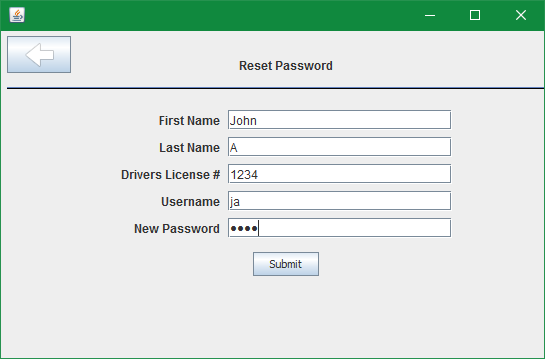 Reset Password
First Name John
Last Name A
Drivers License # 1234
Username ja
New Password ••••
Submit